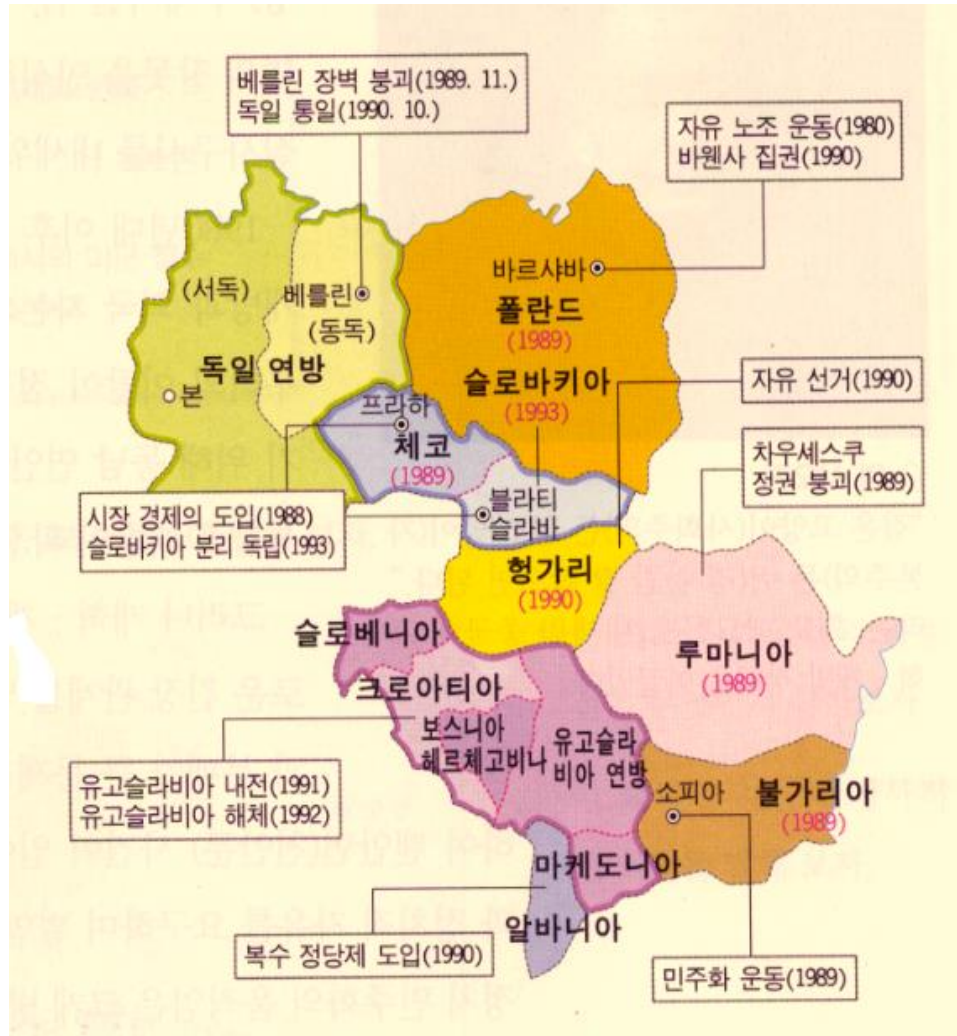 베를린 장벽 붕괴(1989. 11.)
독일 통일(1990. 10.)
자유 노조 운동(1980)
바웬사 집권(1990)
바르샤바
(서독)
베를린
(동독)
폴란드
(1989)
독일 연방
본
슬로바키아
(1993)
자유 선거(1990)
프라하
체코
(1989)
차우셰스쿠
정권 붕괴(1989)
블라티
슬라바
시장 경제의 도입(1988)
슬로바키아 분리 독립(1993)
헝가리
(1990)
슬로베니아
루마니아
(1989)
크로아티아
보스니아
헤르체고비나
유고슬라
비아 연방
유고슬라비아 내전(1991)
유고슬라비아 해체(1992)
소피아
불가리아
(1989)
마케도니아
알바니아
복수 정당제 도입(1990)
민주화 운동(1989)